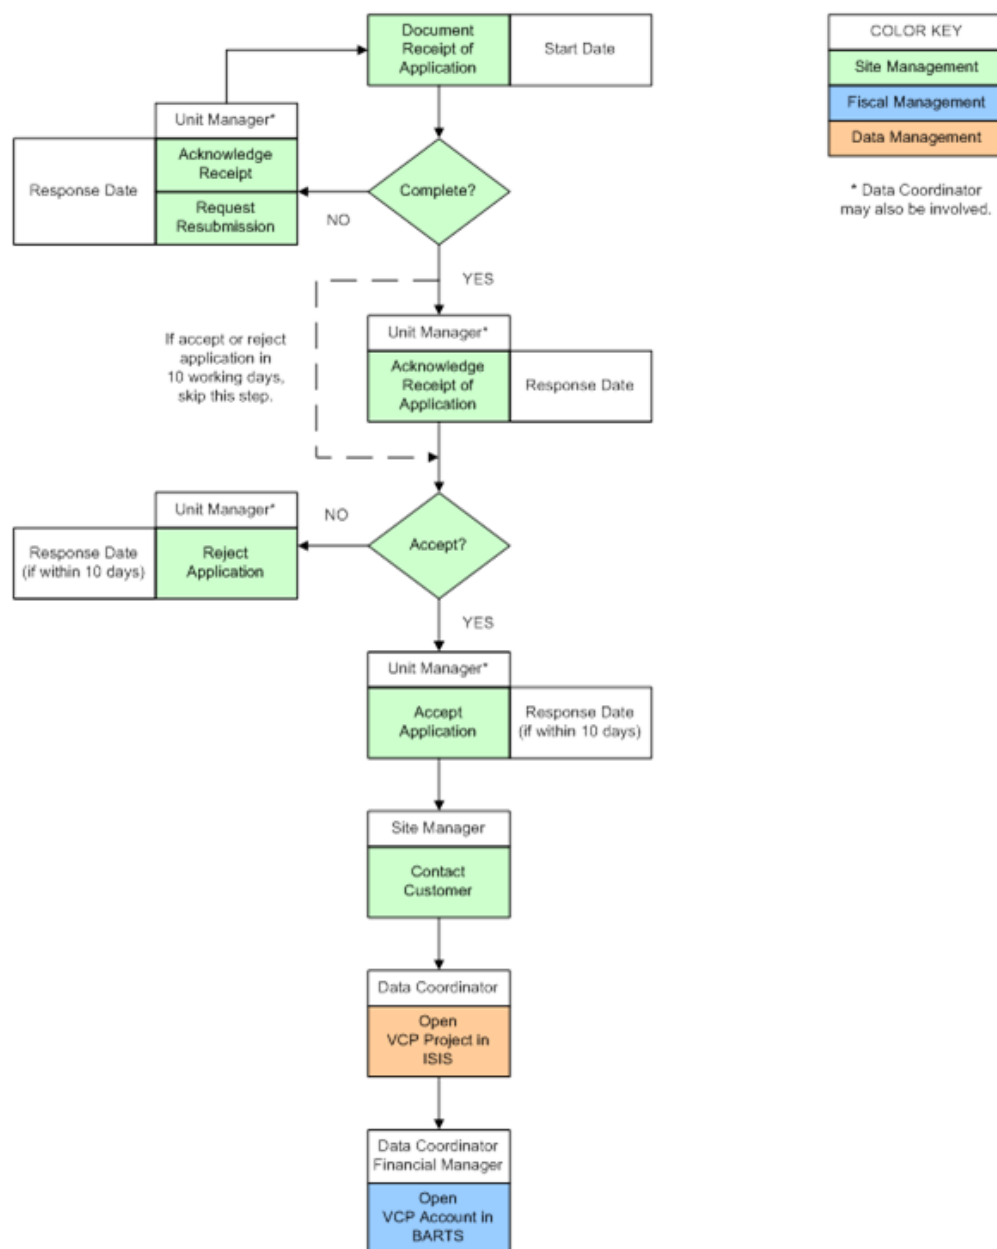 Document
Receipt of
Application
Start Date
COLOR KEY
Site Management
Fiscal Management
Data Management
* Data Coordinator
may also be involved.
Unit Manager*
Acknowledge
Receipt
Request
Resubmission
Response Date
Complete?
NO
YES
If accept or reject
application in
10 working days,
skip this step.
Unit Manager*
Acknowledge
Receipt of
Application
Response Date
Unit Manager*
Reject
Application
Response Date
(if within 10 days)
NO
Accept?
YES
Unit Manager*
Accept
Application
Response Date
(if within 10 days)
Site Manager
Contact
Customer
Data Coordinator
Open
VCP Project in
ISIS
Data Coordinator
Financial Manager
Open
VCP Account in
BARTS